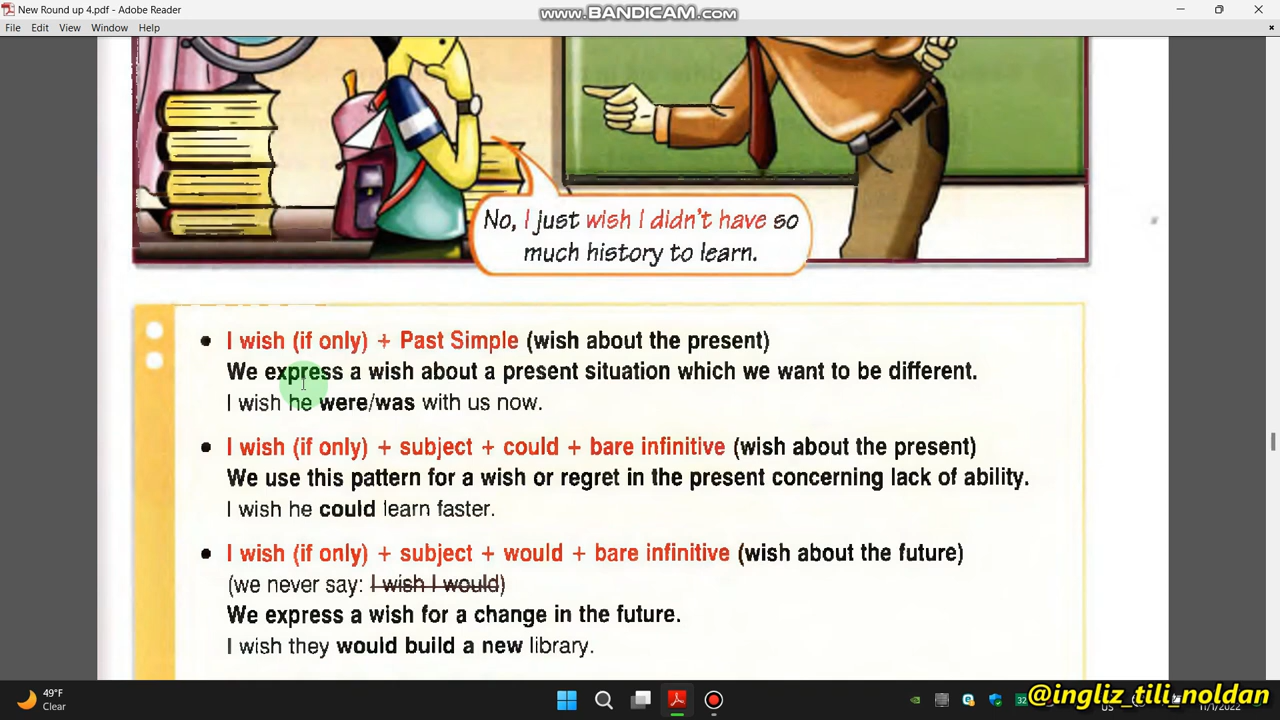 New Round up 4.pdf - Adobe Reader
www.BANDICAM.com
File Edit View Window Help
No, I just wish I didn't have so
much history to learn.
• I wish (if only) + Past Simple (wish about the present)
We express a wish about a present situation which we want to be different.
I wish he were/was with us now.
• I wish (if only) + subject + could + bare infinitive (wish about the present)
We use this pattern for a wish or regret in the present concerning lack of ability.
I wish he could learn faster.
• I wish (if only) + subject + would + bare infinitive (wish about the future)
(we never say: I wish I would)
We express a wish for a change in the future.
I wish they would build a new library.
49°F
Clear
32
@ingliz_tili_noldan